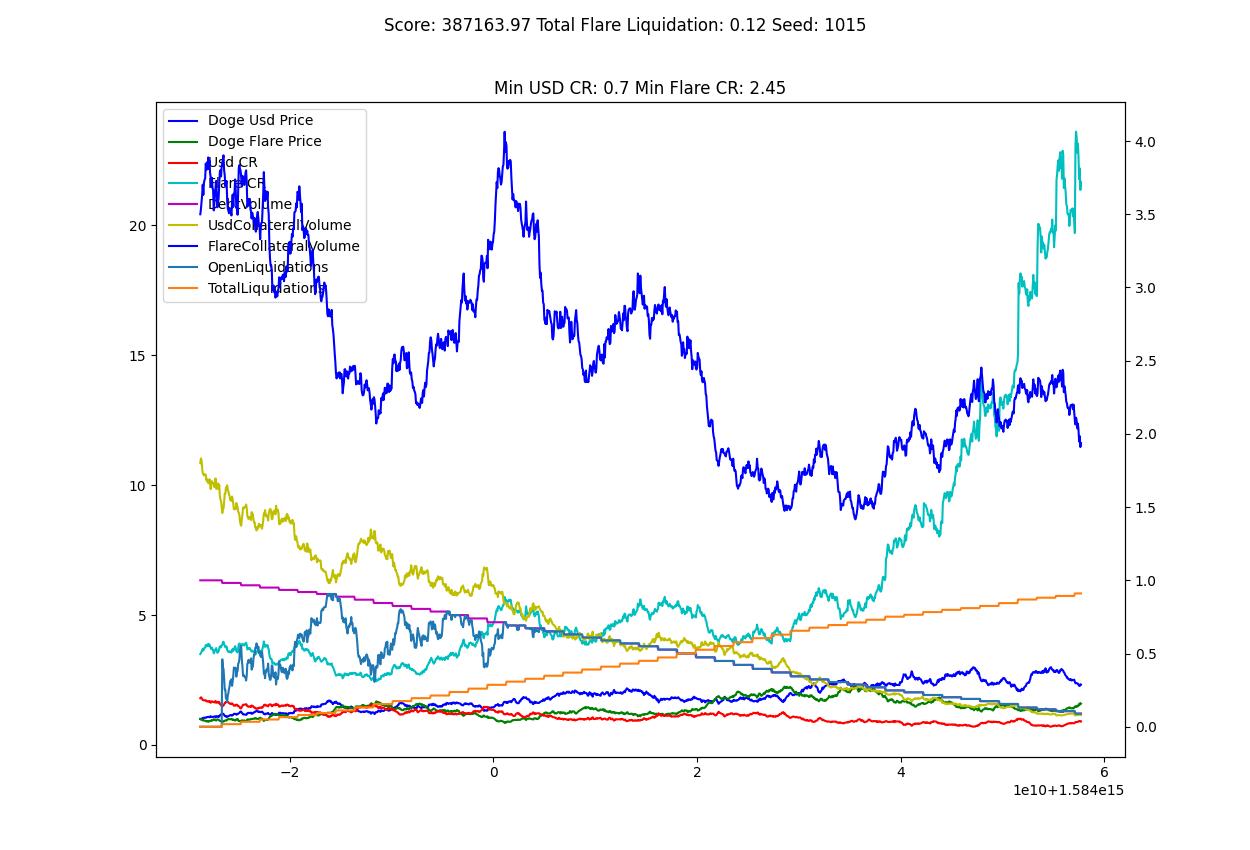 Score: 387163.97 Total Flare Liquidation: 0.12 Seed: 1015
Min USD CR: 0.7 Min Flare CR: 2.45
Doge Usd Price
Doge Flare Price
Usd CR
Flare CR
DebtVolume
UsdCollateralVolume
FlareCollateralVolume
OpenLiquidations
TotalLiquidations
20
15
10
5
0
4.0
3.5
3.0
2.5
2.0
1.5
1.0
0.5
0.0
−2
0
2
4
6
1e10+1.584e15